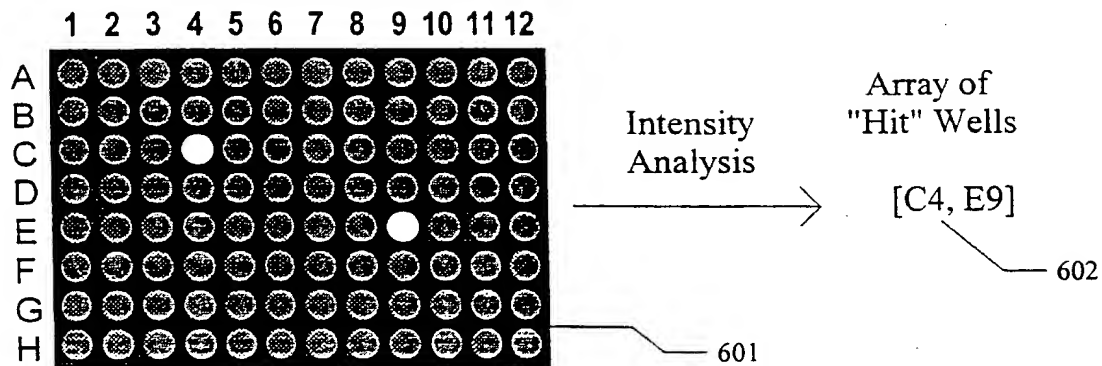 1 2 3 4 5 6 7 8 9 10 11 12
A
B
C
D
E
F
G
H
Intensity
Analysis
Array of
"Hit" Wells
[C4, E9]
602
601